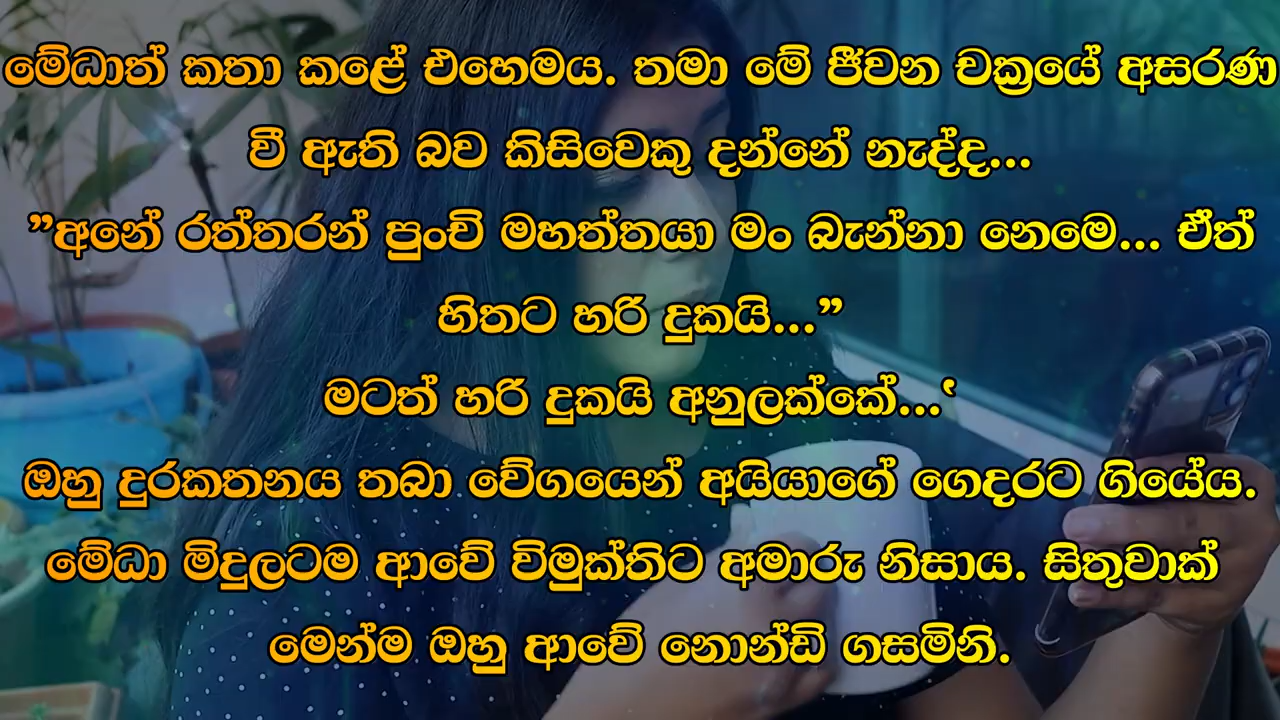 මේධාත් කතා කළේ එහෙමය. තමා මේ ජීවන චක්‍රයේ අසරණ
වී ඇති බව කිසිවෙකු දන්නේ නැද්ද...
”අනේ රත්තරන් පුංචි මහත්තයා මං බැන්නා නෙමෙ... ඒත්
හිතට හරි දුකයි...”
මටත් හරි දුකයි අනුලක්කේ...‘
ඔහු දුරකතනය තබා වේගයෙන් අයියාගේ ගෙදරට ගියේය.
මේධා මිදුලටම ආවේ විමුක්තිට අමාරු නිසාය. සිතුවාක්
මෙන්ම ඔහු ආවේ නොන්ඩි ගසමිනි.